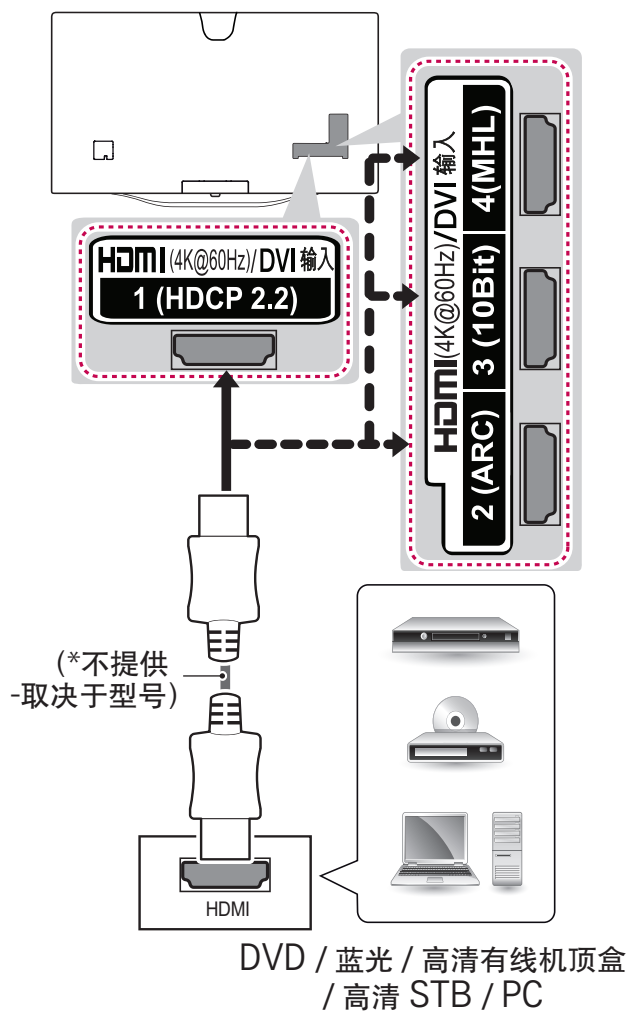 HDMI (4K@60Hz)/DVI 输入
4(MHL)
3 (10Bit)
2 (ARC)
HDMI (4K@60Hz)/DVI 输入
1 (HDCP 2.2)
(*不提供
-取决于型号)
HDMI
DVD / 蓝光 / 高清有线机顶盒
/ 高清 STB / PC